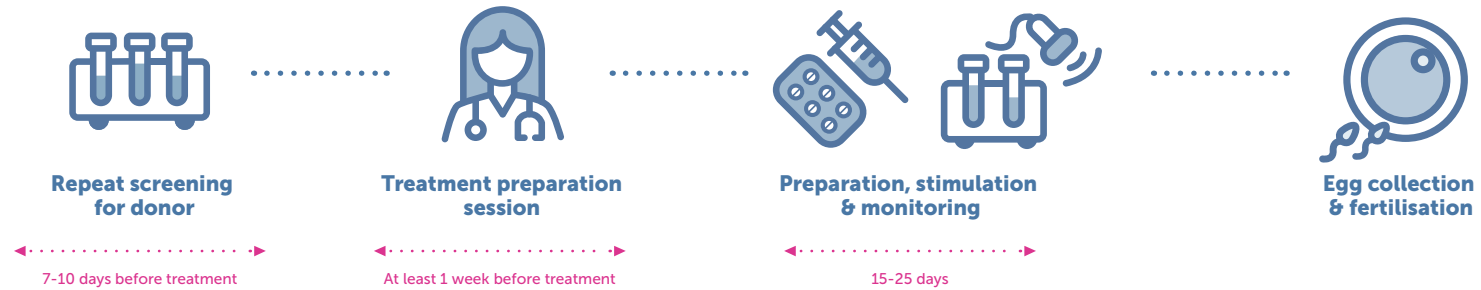 Repeat screening
for donor
7-10 days before treatment
Treatment preparation
session
At least 1 week before treatment
Preparation, stimulation
& monitoring
15-25 days
Egg collection
& fertilisation